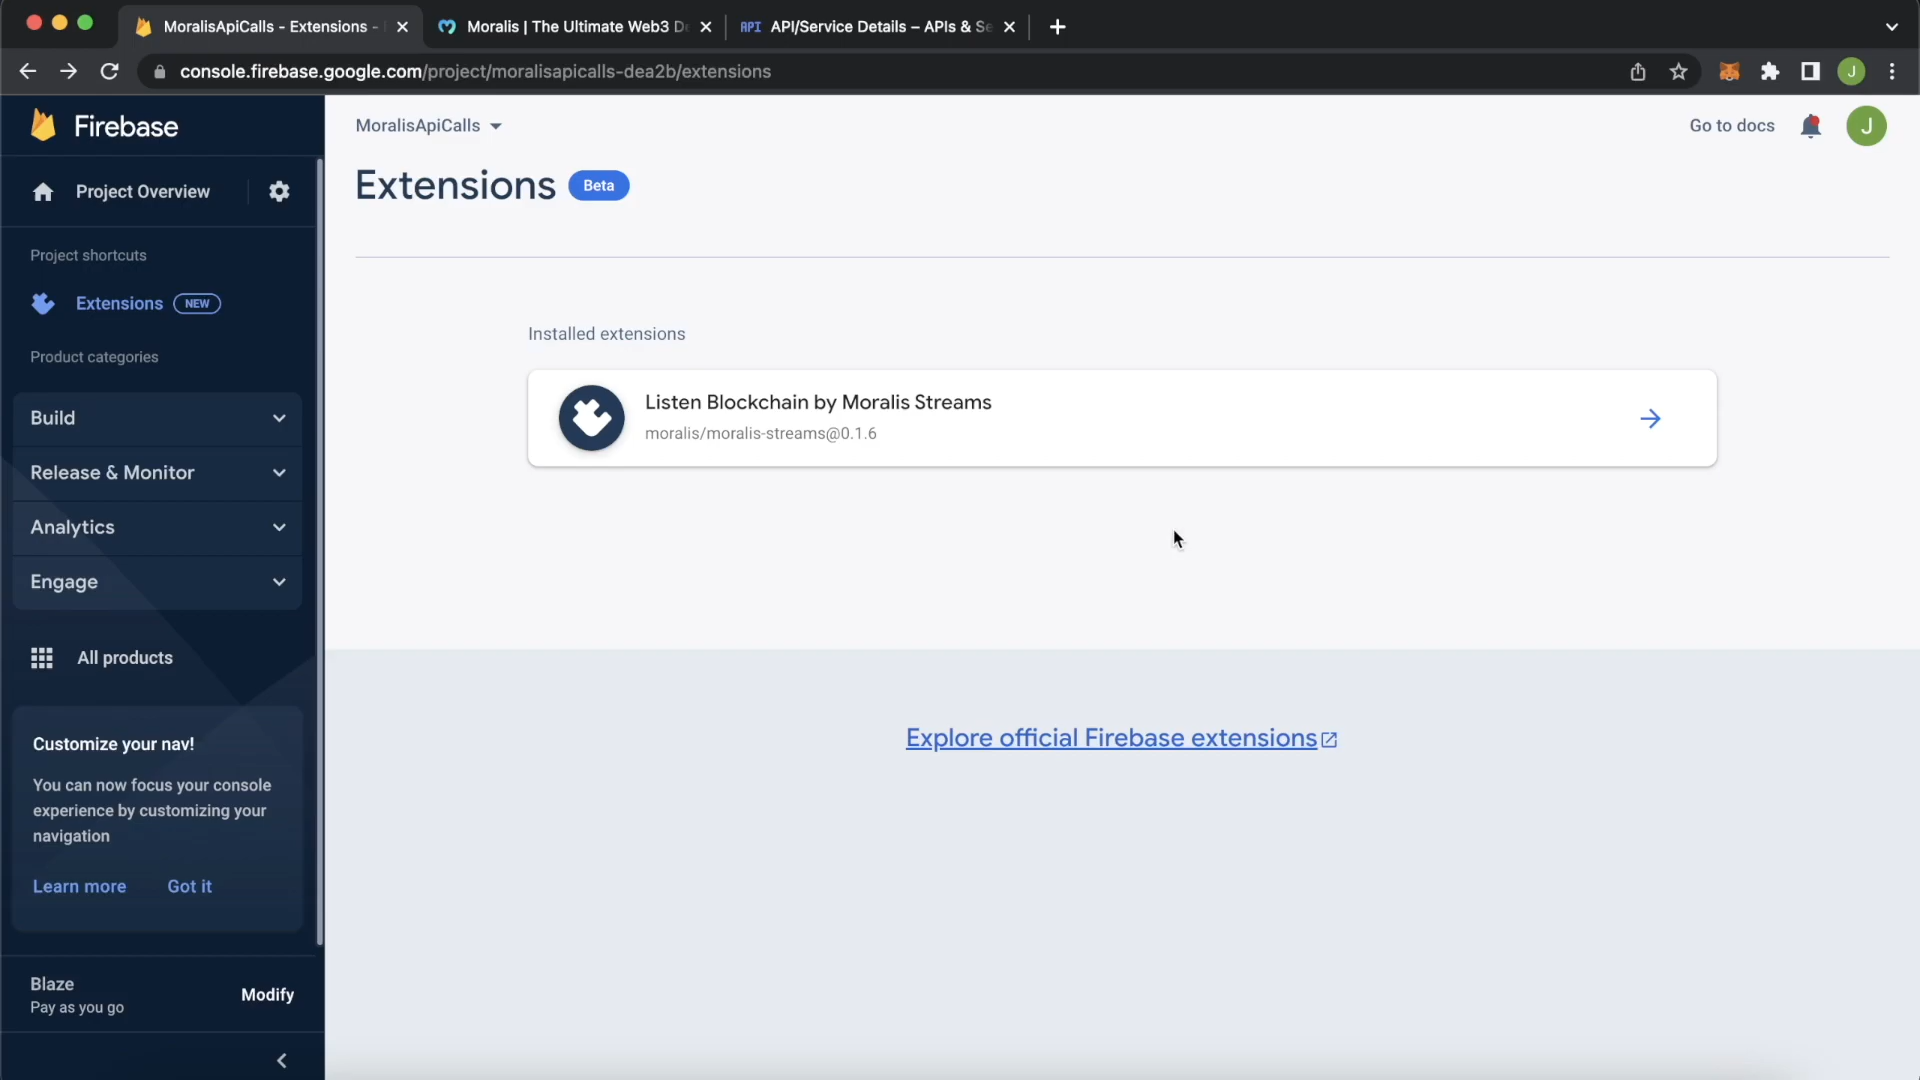 MoralisApiCalls - Extensions -
Moralis | The Ultimate Web3 D
API API/Service Details – APIs & Se
console.firebase.google.com/project/moralisapicalls-dea2b/extensions
J
Firebase
MoralisApiCalls
Go to docs
J
Extensions Beta
Project Overview
Project shortcuts
Extensions NEW
Product categories
Build
Release & Monitor
Analytics
Engage
All products
Customize your nav!
You can now focus your console
experience by customizing your
navigation
Learn more Got it
Blaze
Pay as you go
Modify
Installed extensions
Listen Blockchain by Moralis Streams
moralis/moralis-streams@0.1.6
Explore official Firebase extensions